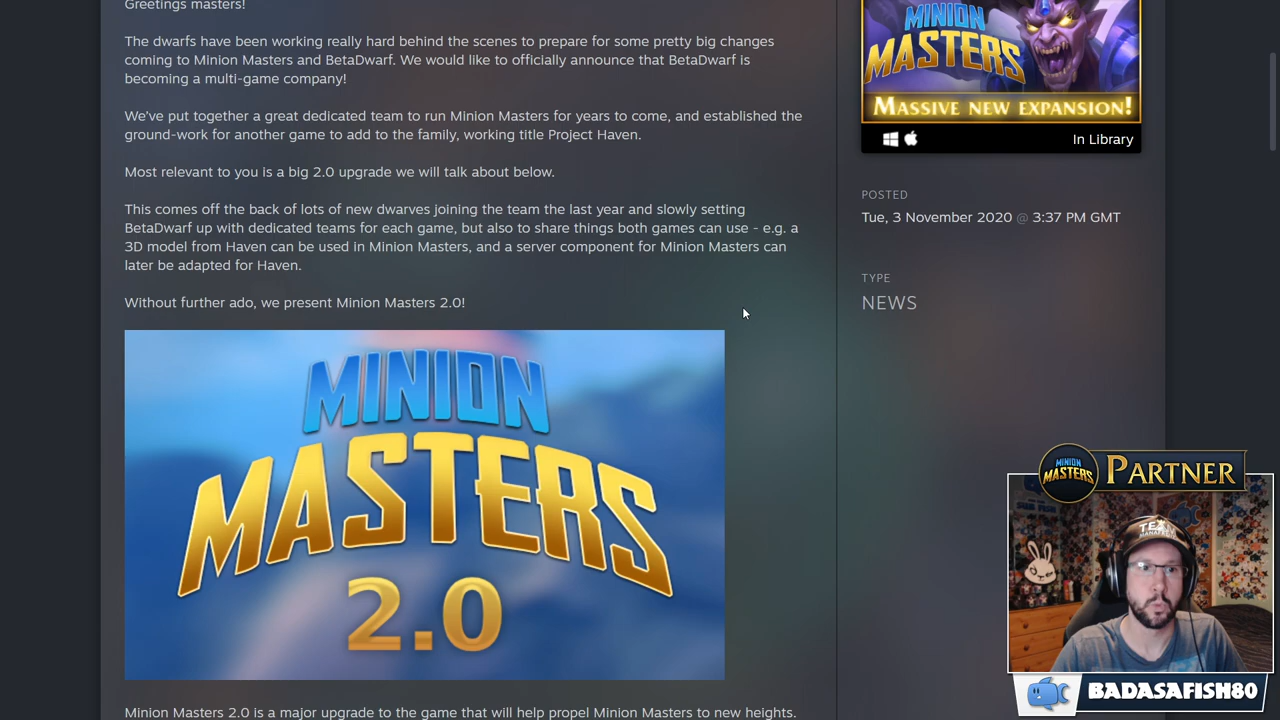 Greetings masters!
The dwarfs have been working really hard behind the scenes to prepare for some pretty big changes
coming to Minion Masters and BetaDwarf. We would like to officially announce that BetaDwarf is
becoming a multi-game company!
We've put together a great dedicated team to run Minion Masters for years to come, and established the
ground-work for another game to add to the family, working title Project Haven.
Most relevant to you is a big 2.0 upgrade we will talk about below.
This comes off the back of lots of new dwarves joining the team the last year and slowly setting
BetaDwarf up with dedicated teams for each game, but also to share things both games can use - e.g. a
3D model from Haven can be used in Minion Masters, and a server component for Minion Masters can
later be adapted for Haven.
Without further ado, we present Minion Masters 2.0!
MINION
MASTERS
2.0
Minion Masters 2.0 is a major upgrade to the game that will help propel Minion Masters to new heights.
MINION
MASTERS
MASSIVE NEW EXPANSION!
In Library
POSTED
Tue, 3 November 2020 @ 3:37 PM GMT
TYPE
NEWS
MINION
MASTERS
PARTNER
TEAM
BADASAFISH80